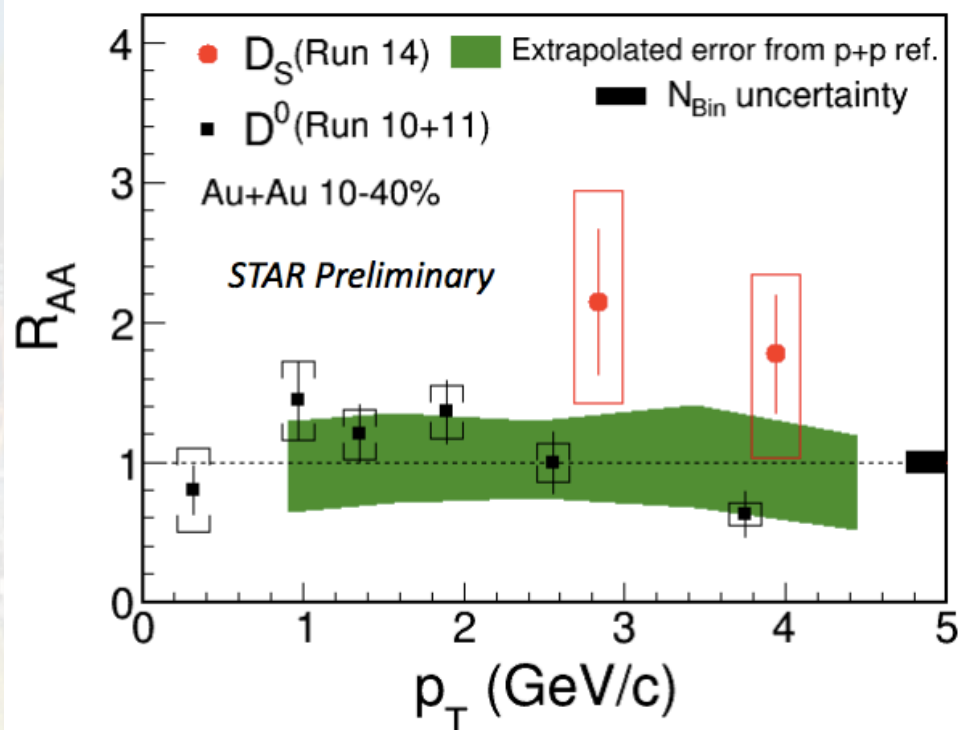 D_S(Run 14)
Extrapolated error from p+p ref.
N_Bin uncertainty
D^0(Run 10+11)
Au+Au 10-40%
STAR Preliminary
R_AA
4
3
2
1
0
0 1 2 3 4 5
p_T (GeV/c)